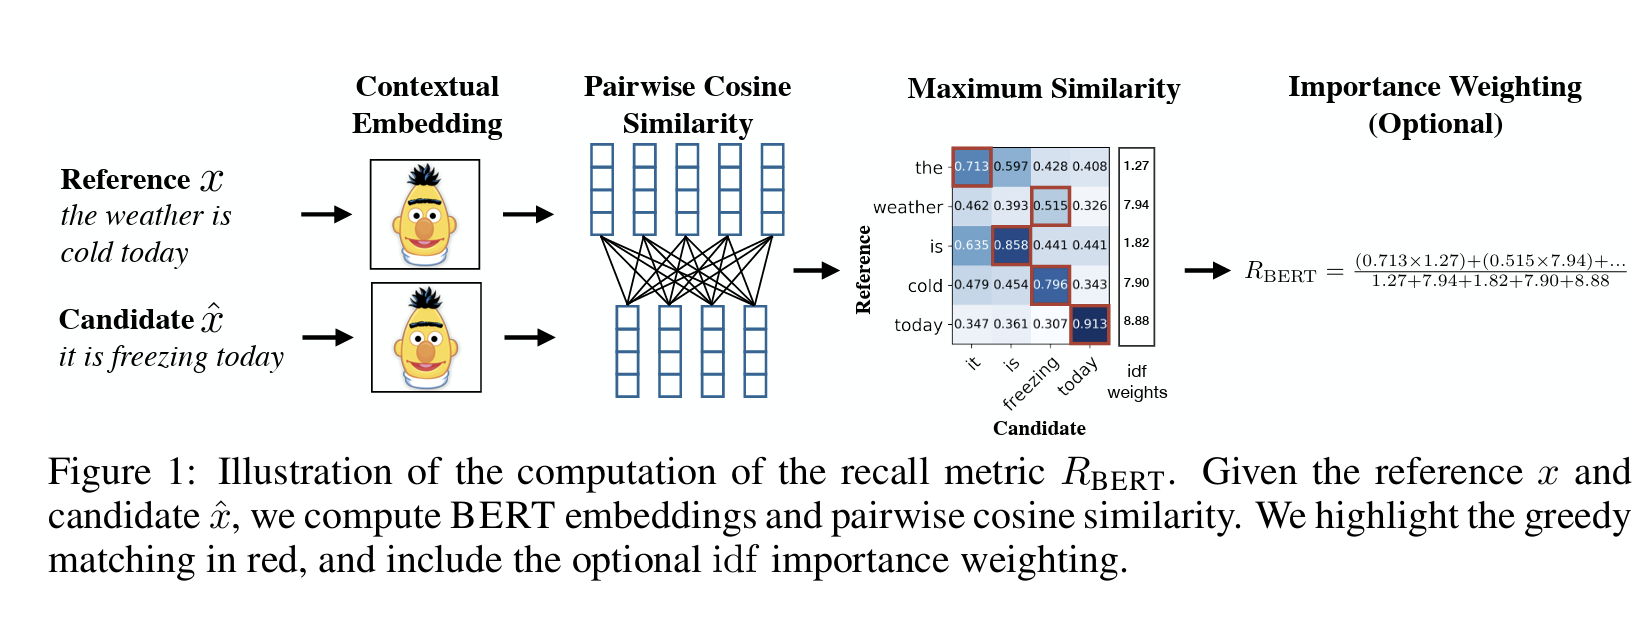 Contextual
Embedding
Pairwise Cosine
Similarity
Maximum Similarity
Importance Weighting
(Optional)
Reference x
the weather is
cold today
Candidate x̂
it is freezing today
Reference
the 0.713 0.597 0.428 0.408 1.27
weather 0.462 0.393 0.515 0.326 7.94
is 0.635 0.858 0.441 0.441 1.82
cold 0.479 0.454 0.796 0.343 7.90
today 0.347 0.361 0.307 0.913 8.88
it is freezing today
idf
weights
Candidate
R_BERT = (0.713×1.27)+(0.515×7.94)+... / 1.27+7.94+1.82+7.90+8.88
Figure 1: Illustration of the computation of the recall metric R_BERT. Given the reference x and
candidate x̂, we compute BERT embeddings and pairwise cosine similarity. We highlight the greedy
matching in red, and include the optional idf importance weighting.